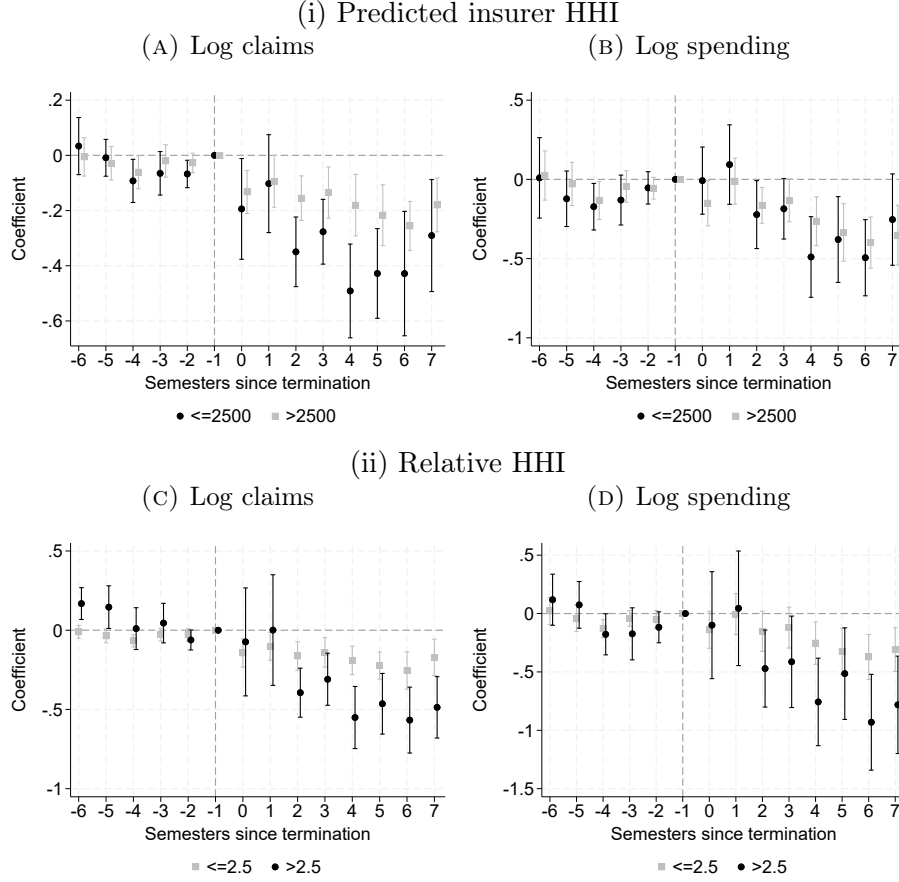 (i) Predicted insurer HHI
(A) Log claims
(B) Log spending
.2
0
-.2
-.4
-.6
Coefficient
-6 -5 -4 -3 -2 -1 0 1 2 3 4 5 6 7
Semesters since termination
<=2500 >2500
.5
0
-.5
-1
Coefficient
-6 -5 -4 -3 -2 -1 0 1 2 3 4 5 6 7
Semesters since termination
<=2500 >2500
(ii) Relative HHI
(C) Log claims
(D) Log spending
.5
0
-.5
-1
Coefficient
-6 -5 -4 -3 -2 -1 0 1 2 3 4 5 6 7
Semesters since termination
<=2.5 >2.5
.5
0
-.5
-1
-1.5
Coefficient
-6 -5 -4 -3 -2 -1 0 1 2 3 4 5 6 7
Semesters since termination
<=2.5 >2.5